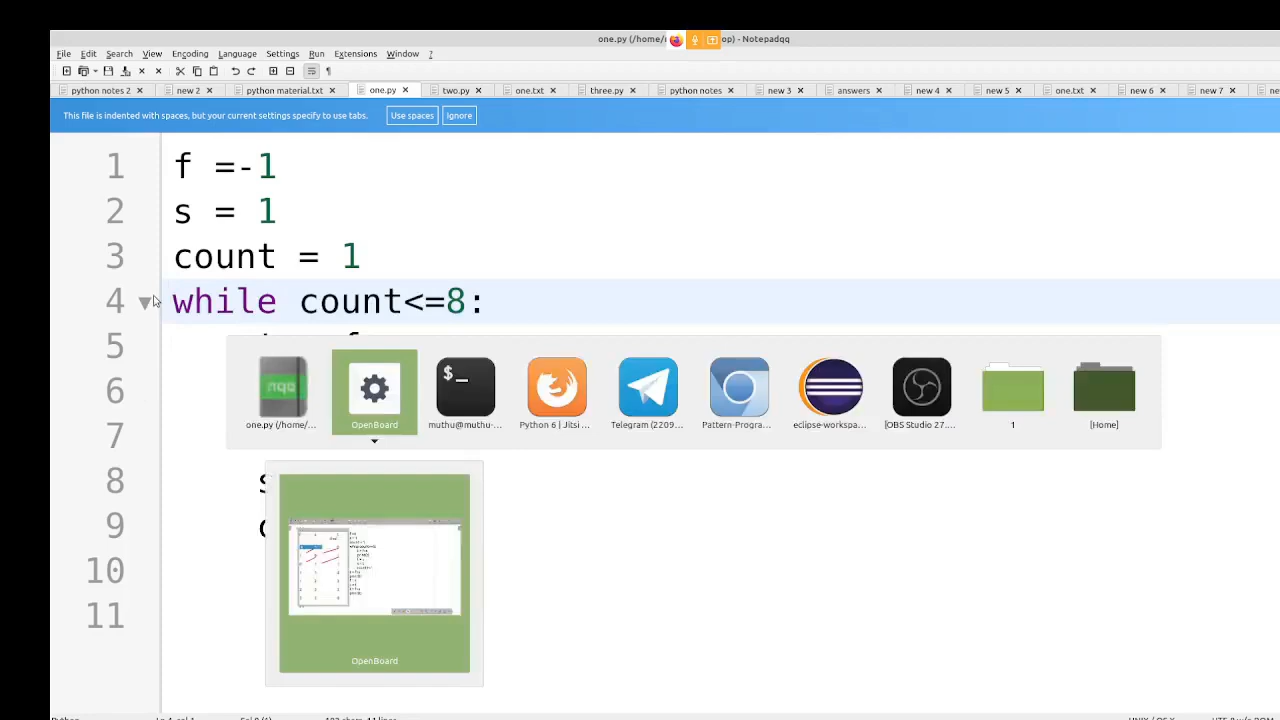 one.py (/home/ op) - Notepadqq
File Edit Search View Encoding Language Settings Run Extensions Window ?
python notes 2 new 2 python material.txt one.py two.py one.txt three.py python notes new 3 answers new 4 new 5 one.txt new 6 new 7
This file is indented with spaces, but your current settings specify to use tabs. Use spaces Ignore
1 f =-1
2 s = 1
3 count = 1
4 while count<=8:
5
6
7
8 s
9
10
11
$_
nqq
one.py (/home/... OpenBoard muthu@muthu-... Python 6 | Jitsi ... Telegram (2209... Pattern-Progra... eclipse-workspa... [OBS Studio 27.... 1 [Home]
OpenBoard